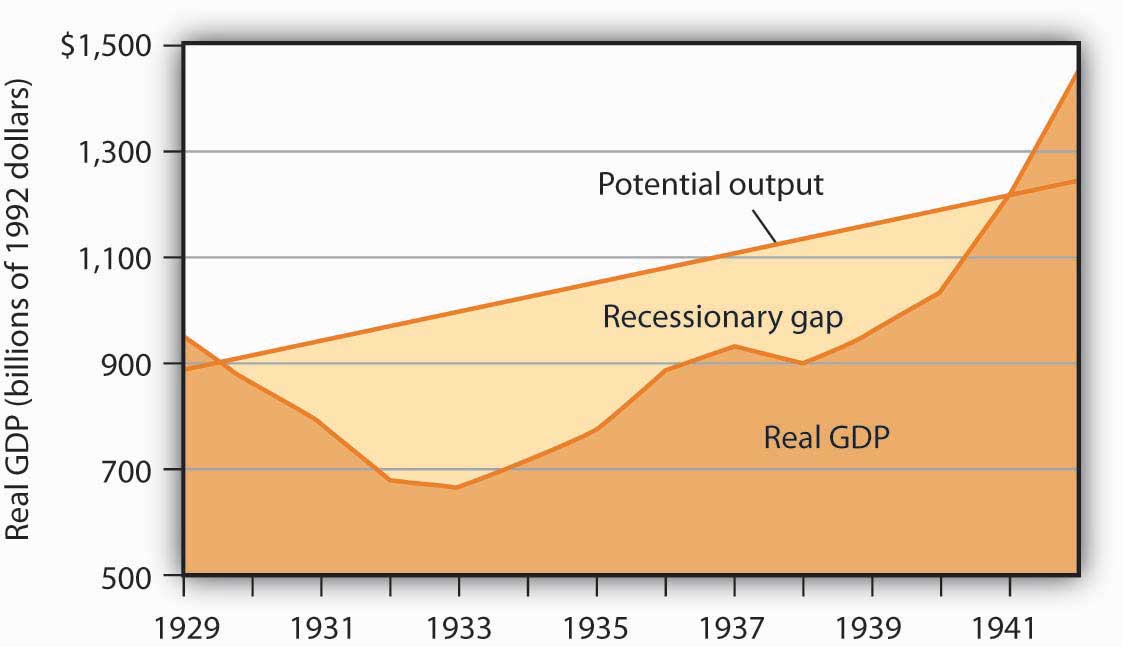 Real GDP (billions of 1992 dollars)
$1,500
1,300
1,100
900
700
500
Potential output
Recessionary gap
Real GDP
1929 1931 1933 1935 1937 1939 1941